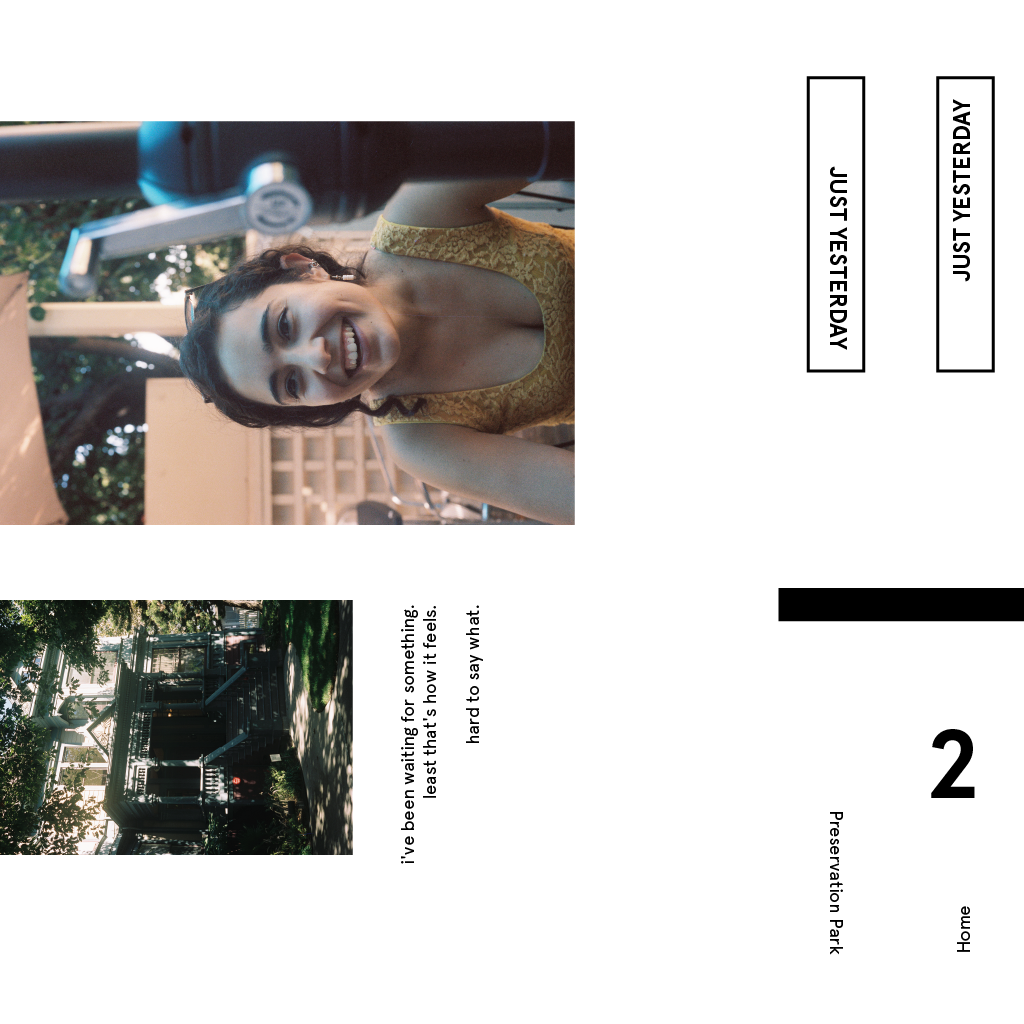 JUST YESTERDAY
JUST YESTERDAY
i've been waiting for something.
least that's how it feels.
hard to say what.
2
Preservation Park
Home